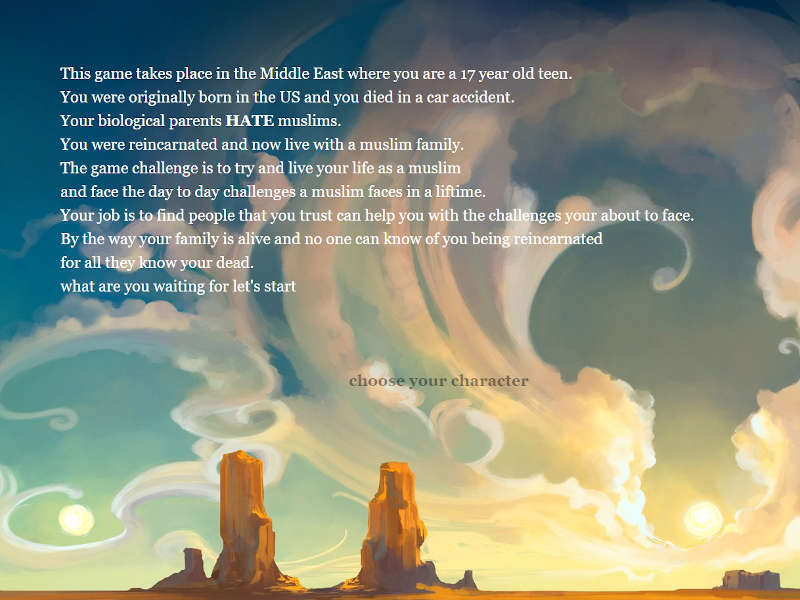 This game takes place in the Middle East where you are a 17 year old teen.
You were originally born in the US and you died in a car accident.
Your biological parents HATE muslims.
You were reincarnated and now live with a muslim family.
The game challenge is to try and live your life as a muslim
and face the day to day challenges a muslim faces in a liftime.
Your job is to find people that you trust can help you with the challenges your about to face.
By the way your family is alive and no one can know of you being reincarnated
for all they know your dead.
what are you waiting for let's start
choose your character